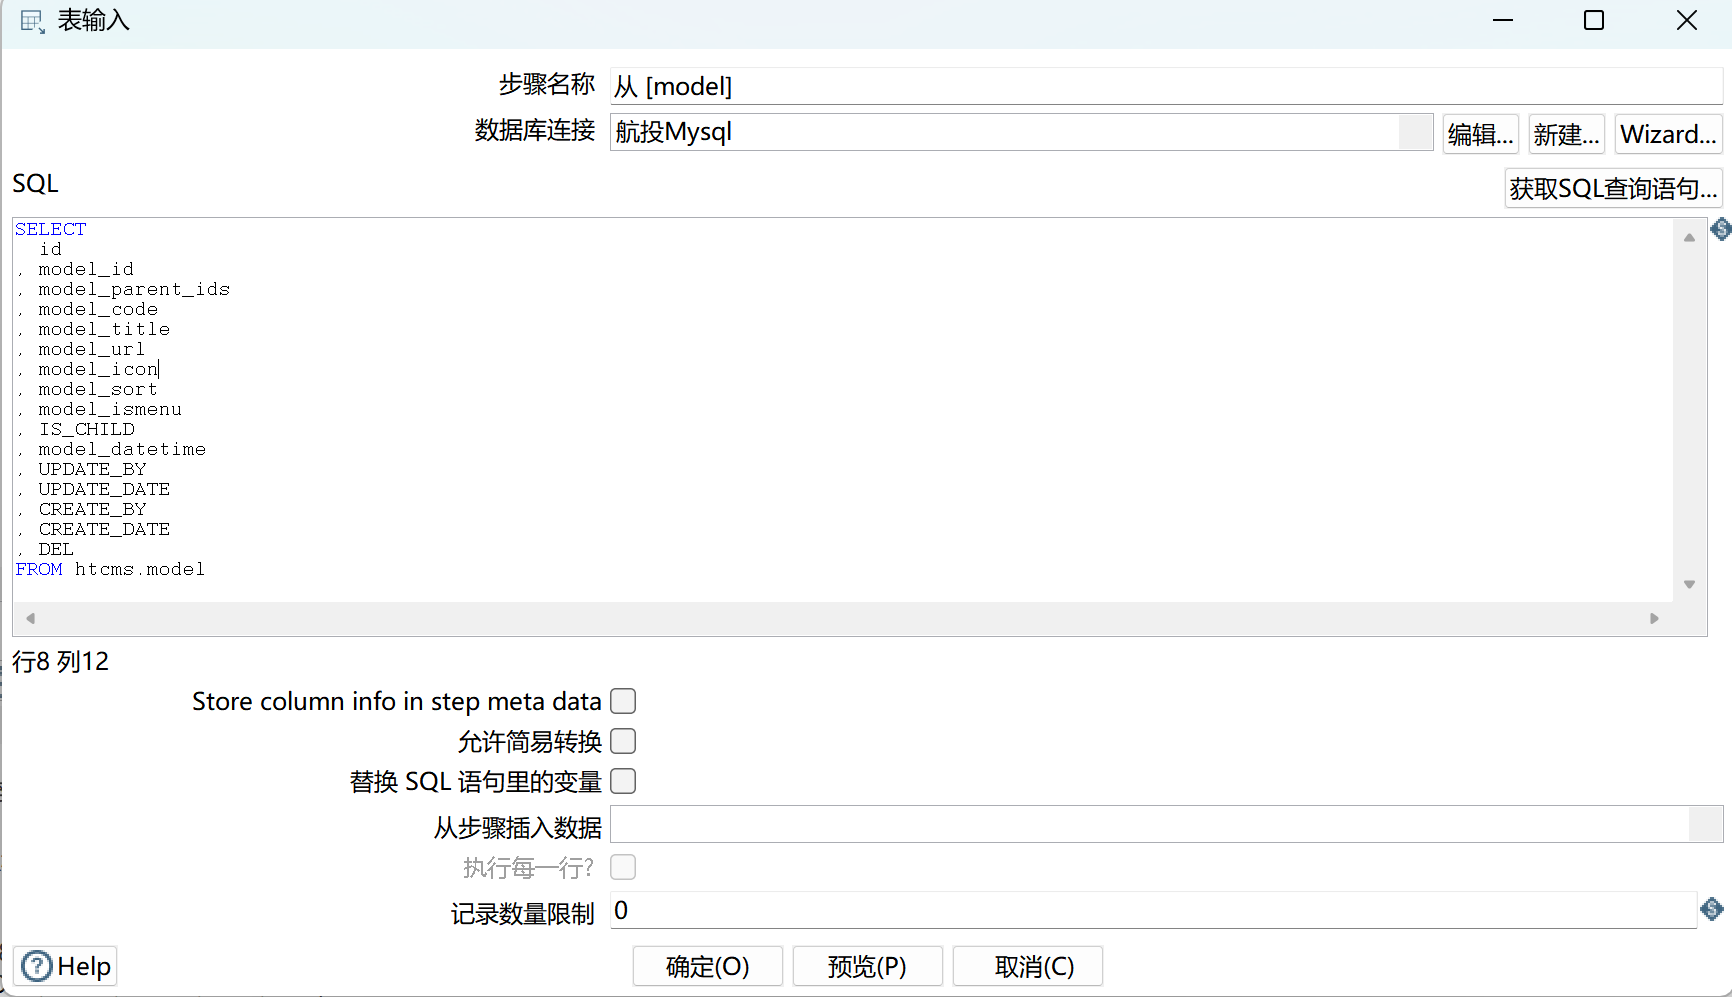 表输入
步骤名称 从 [model]
数据库连接 航投Mysql 编辑... 新建... Wizard...
SQL 获取SQL查询语句...
SELECT
  id
, model_id
, model_parent_ids
, model_code
, model_title
, model_url
, model_icon
, model_sort
, model_ismenu
, IS_CHILD
, model_datetime
, UPDATE_BY
, UPDATE_DATE
, CREATE_BY
, CREATE_DATE
, DEL
FROM htcms.model
行8 列12
Store column info in step meta data
允许简易转换
替换 SQL 语句里的变量
从步骤插入数据
执行每一行?
记录数量限制 0
Help 确定(O) 预览(P) 取消(C)